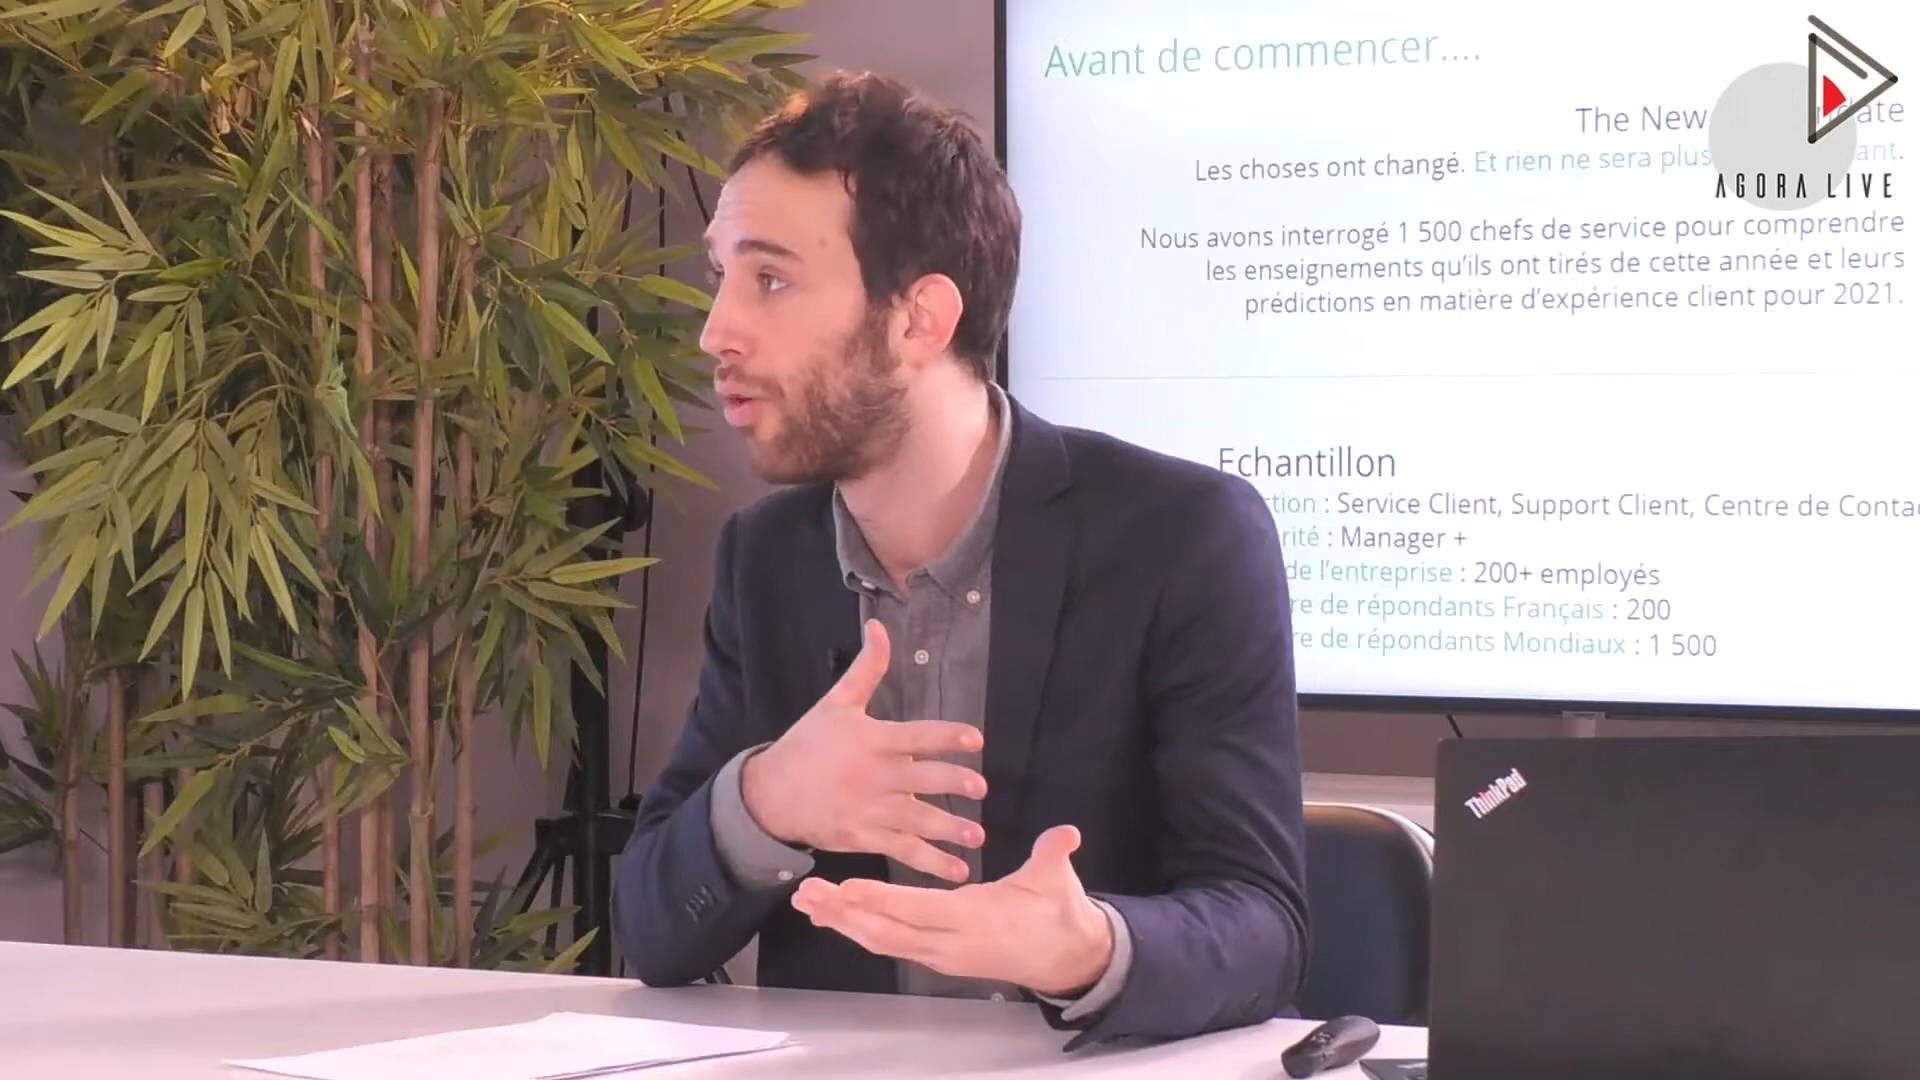 Avant de commencer....
The New
Les choses ont changé. Et rien ne sera plus
AGORA LIVE
Nous avons interrogé 1 500 chefs de service pour comprendre
les enseignements qu'ils ont tirés de cette année et leurs
prédictions en matière d'expérience client pour 2021.
Echantillon
: Service Client, Support Client, Centre de
: Manager +
de l'entreprise : 200+ employés
de répondants Français : 200
de répondants Mondiaux : 1 500
ThinkPad